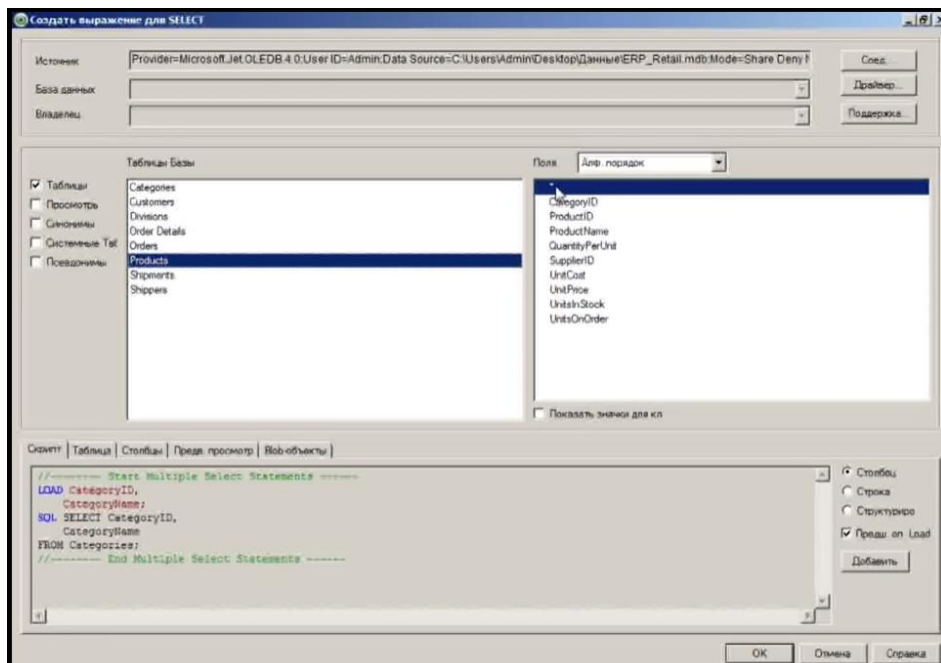 Создать выражение для SELECT
Источник
Provider=Microsoft.Jet.OLEDB.4.0;User ID=Admin;Data Source=C:\Users\Admin\Desktop\Данные\ERP_Retail.mdb;Mode=Share Deny N
Соед. ...
База данных
Драйвер...
Владелец
Поддержка...
Таблицы Базы
Поля
Алф. порядок
Таблицы
Просмотрь
Синонимы
Системные Таб
Псевдонимы
Categories
Customers
Divisions
Order Details
Orders
Products
Shipments
Shippers
*
CategoryID
ProductID
ProductName
QuantityPerUnit
SupplierID
UnitCost
UnitPrice
UnitsInStock
UnitsOnOrder
Показать значки для кл
Скрипт
Таблица
Столбцы
Предв. просмотр
Blob-объекты
//-------- Start Multiple Select Statements ------
LOAD CategoryID,
CategoryName;
SQL SELECT CategoryID,
CategoryName
FROM Categories;
//-------- End Multiple Select Statements ------
Столбец
Строка
Структуриро
Предш on Load
Добавить
OK
Отмена
Справка